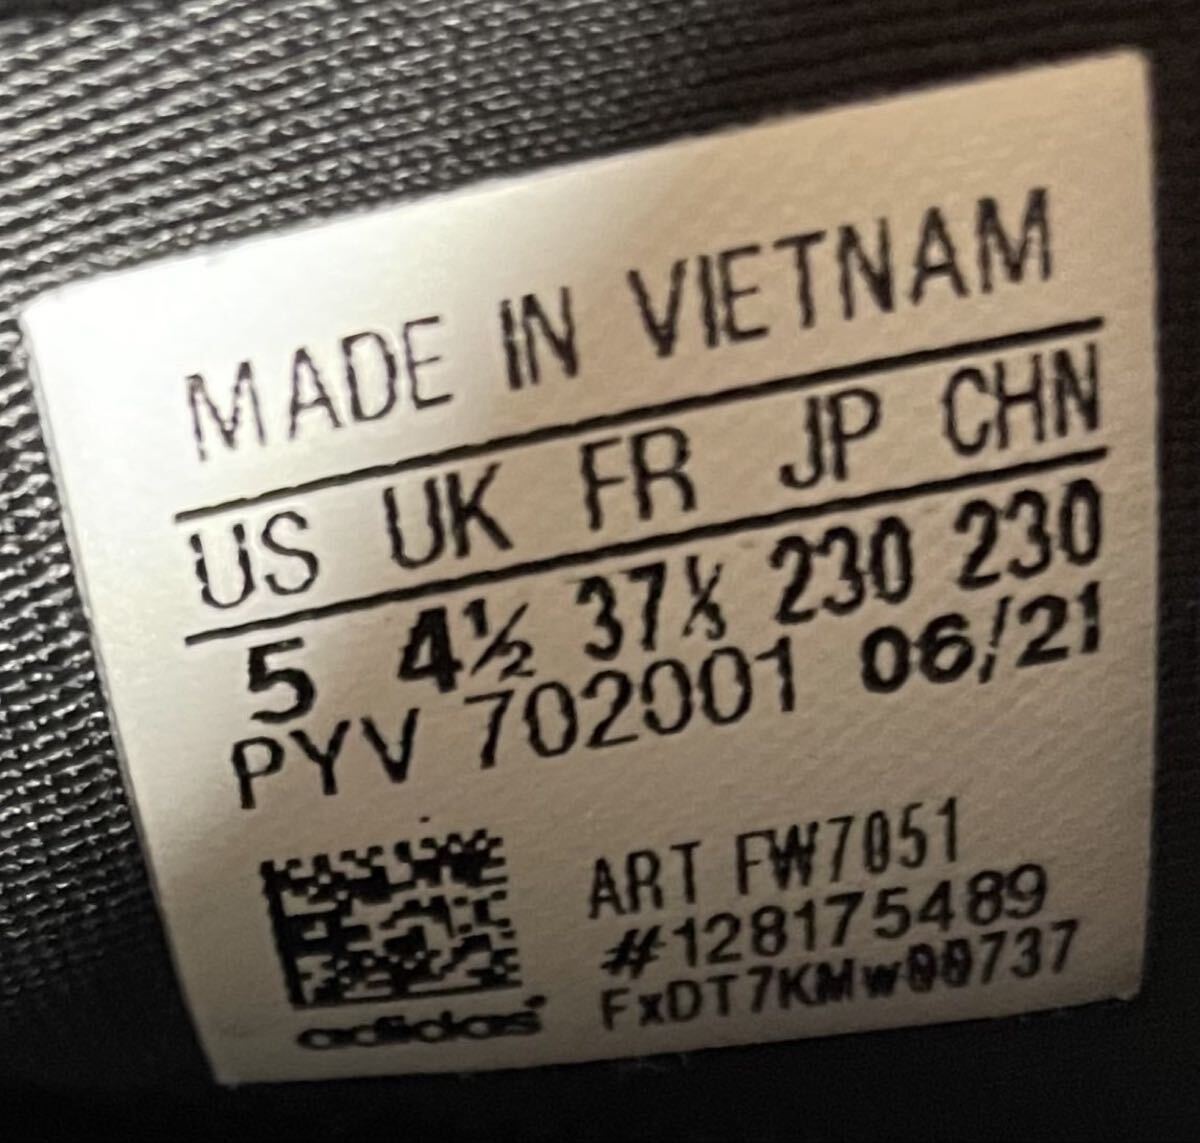 MADE IN VIETNAM
US UK FR JP CHN
5 4½ 37⅓ 230 230
PYV 702001 06/21
ART FW7051
#128175489
FxDT7KMw00737
adidas